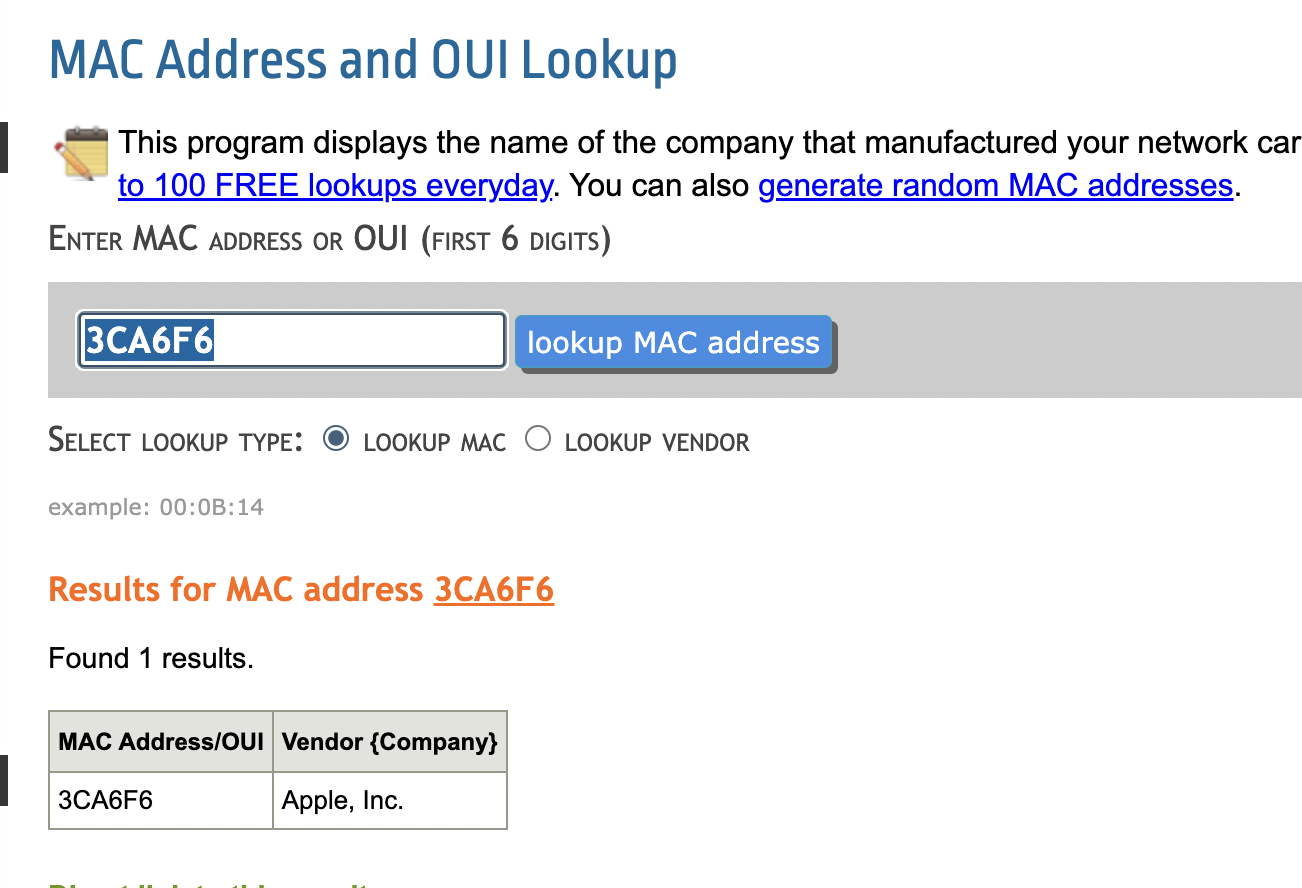 MAC Address and OUI Lookup
This program displays the name of the company that manufactured your network car
to 100 FREE lookups everyday. You can also generate random MAC addresses.
ENTER MAC ADDRESS OR OUI (FIRST 6 DIGITS)
3CA6F6 lookup MAC address
SELECT LOOKUP TYPE: LOOKUP MAC LOOKUP VENDOR
example: 00:0B:14
Results for MAC address 3CA6F6
Found 1 results.
MAC Address/OUI Vendor {Company}
3CA6F6 Apple, Inc.